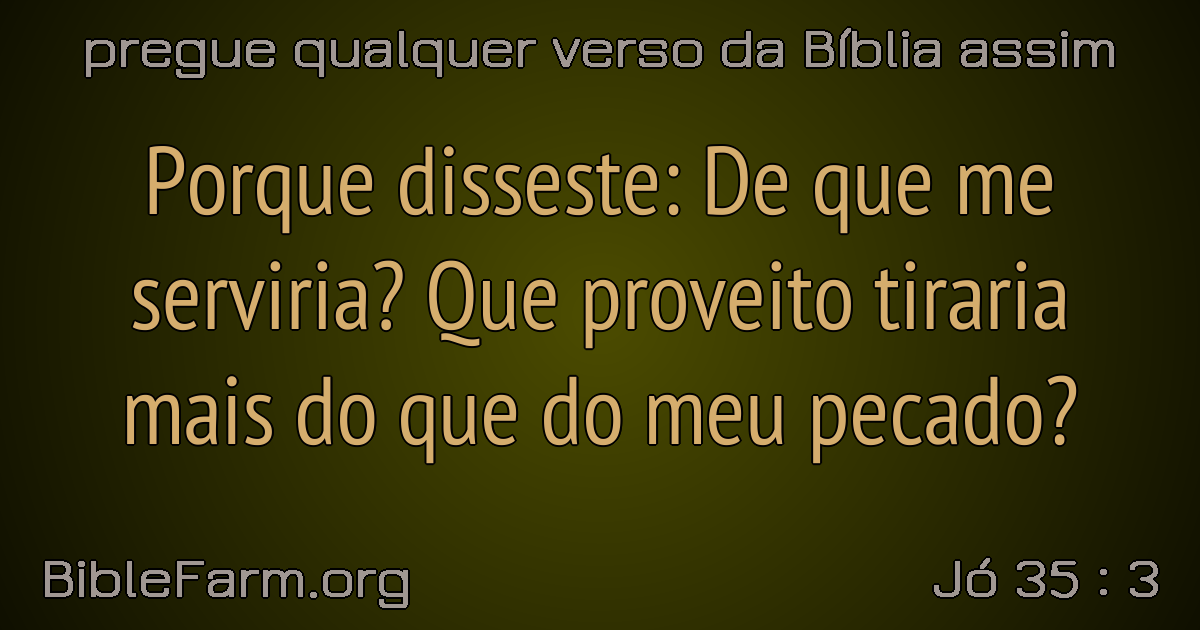 pregue qualquer verso da Bíblia assim
Porque disseste: De que me
serviria? Que proveito tiraria
mais do que do meu pecado?
BibleFarm.org
Jó 35 : 3